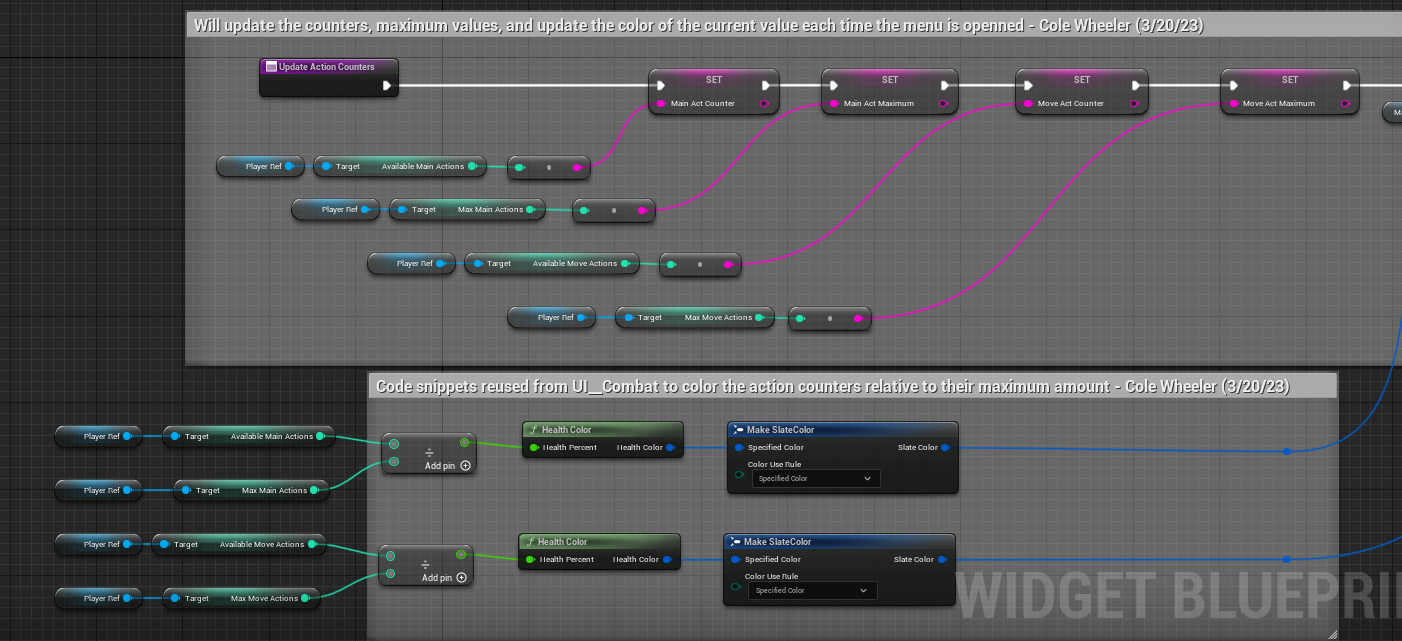 Will update the counters, maximum values, and update the color of the current value each time the menu is openned - Cole Wheeler (3/20/23)
Update Action Counters
SET
SET
SET
SET
Main Act Counter
Main Act Maximum
Move Act Counter
Move Act Maximum
Player Ref
Target
Available Main Actions
Player Ref
Target
Max Main Actions
Player Ref
Target
Available Move Actions
Player Ref
Target
Max Move Actions
Code snippets reused from UI__Combat to color the action counters relative to their maximum amount - Cole Wheeler (3/20/23)
Player Ref
Target
Available Main Actions
÷
Add pin
f Health Color
Health Percent
Health Color
Make SlateColor
Specified Color
Slate Color
Color Use Rule
Specified Color
Player Ref
Target
Max Main Actions
Player Ref
Target
Available Move Actions
÷
Add pin
f Health Color
Health Percent
Health Color
Make SlateColor
Specified Color
Slate Color
Color Use Rule
Specified Color
Player Ref
Target
Max Move Actions
WIDGET BLUEPRI